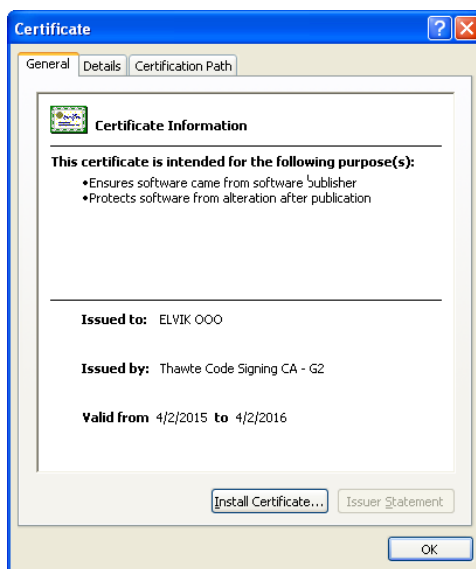 Certificate
General
Details
Certification Path
Certificate Information
This certificate is intended for the following purpose(s):
•Ensures software came from software publisher
•Protects software from alteration after publication
Issued to: ELVIK OOO
Issued by: Thawte Code Signing CA - G2
Valid from 4/2/2015 to 4/2/2016
Install Certificate...
Issuer Statement
OK